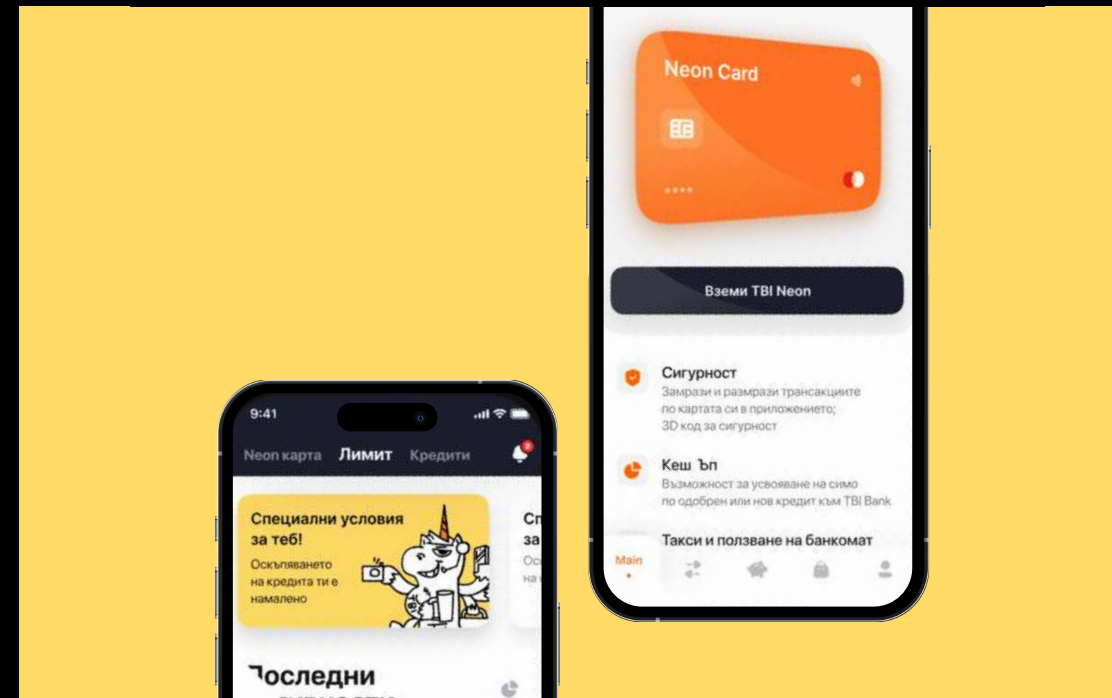 Neon Card
Вземи TBI Neon
Сигурност
Замрази и размрази трансакциите
по картата си в приложението;
3D код за сигурност
Кеш Ъп
Възможност за усвояване на симо
по одобрен или нов кредит към TBI Bank
Такси и ползване на банкомат
Main
9:41
Neon карта Лимит Кредити
Специални условия
за теб!
Оскъпяването
на кредита ти е
намалено
Сп
за
на
Последни